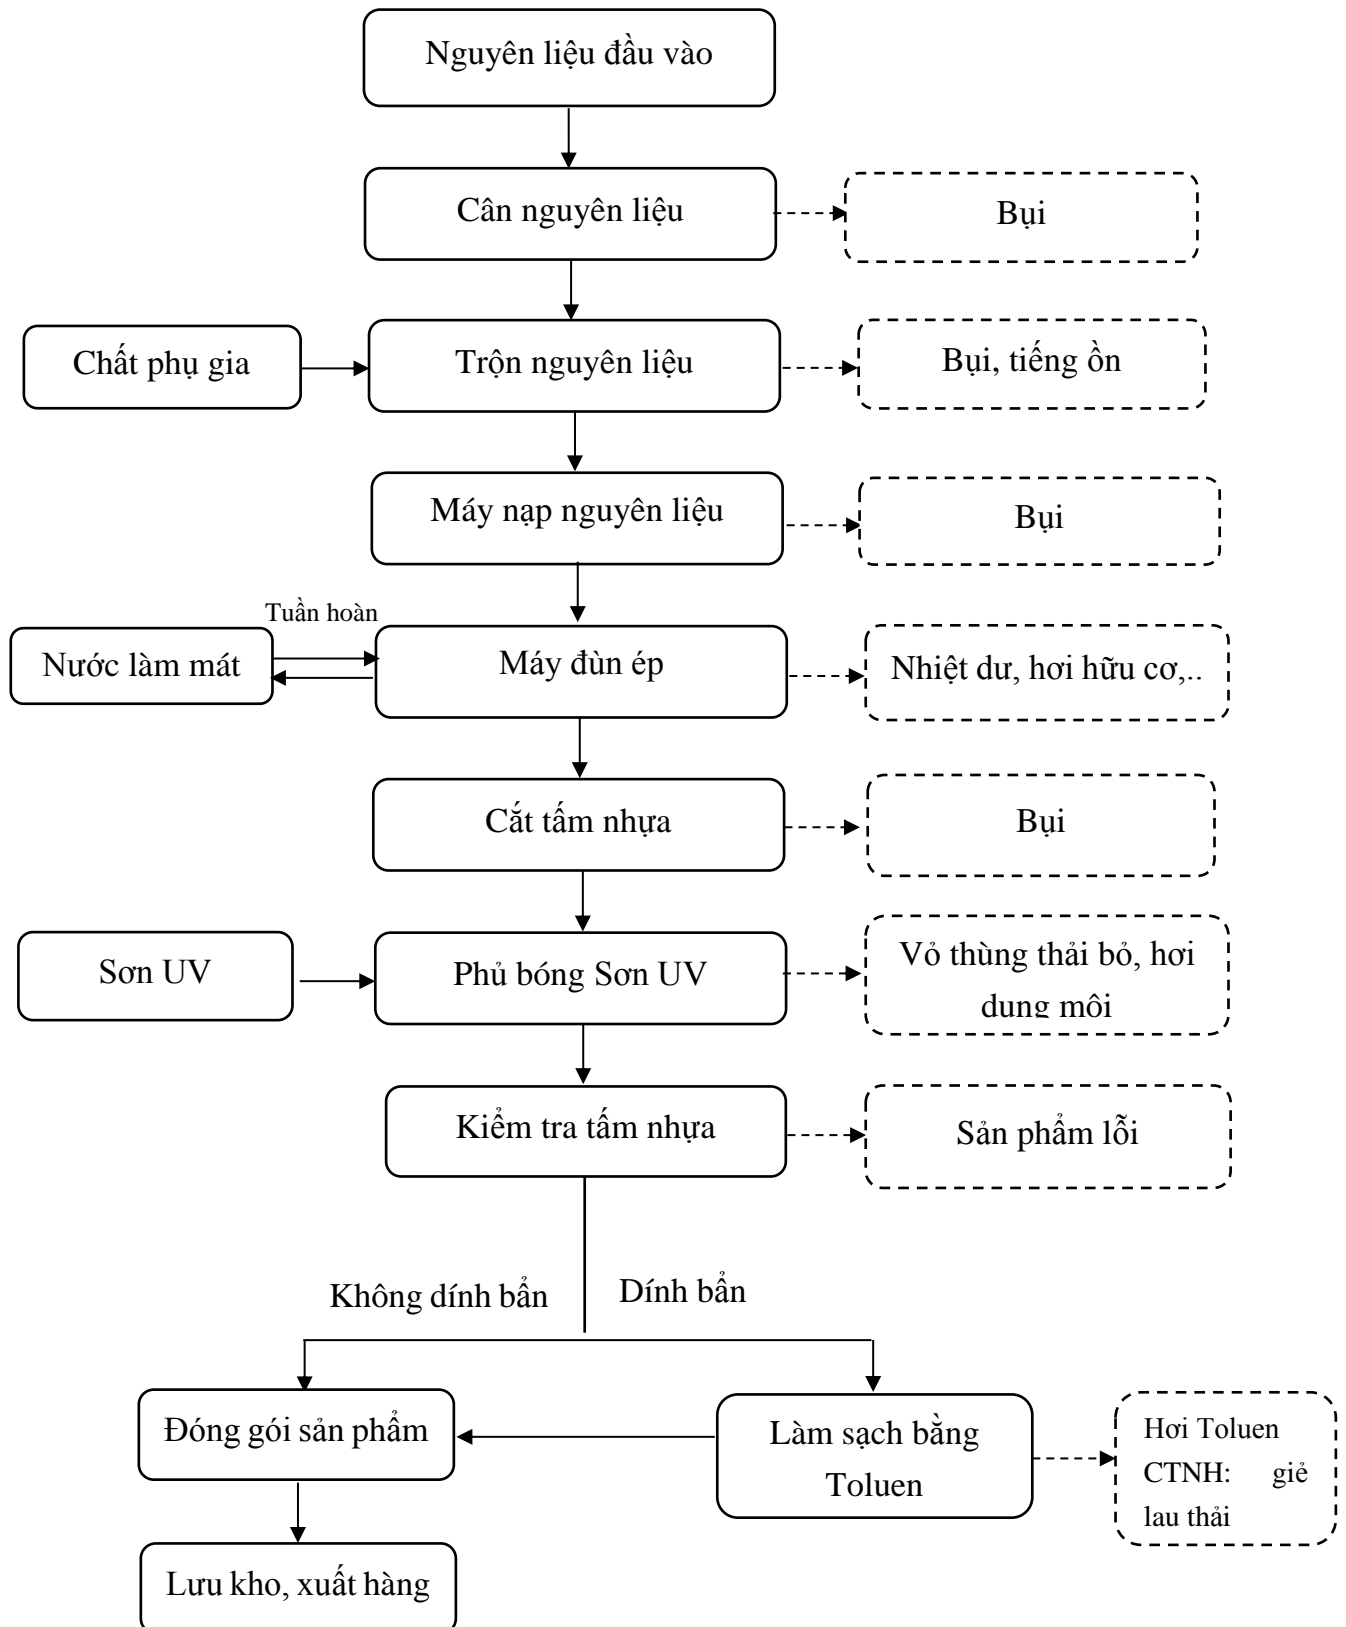 Nguyên liệu đầu vào
Cân nguyên liệu
Bụi
Chất phụ gia
Trộn nguyên liệu
Bụi, tiếng ồn
Máy nạp nguyên liệu
Bụi
Tuần hoàn
Nước làm mát
Máy đùn ép
Nhiệt dư, hơi hữu cơ,..
Cắt tấm nhựa
Bụi
Sơn UV
Phủ bóng Sơn UV
Vỏ thùng thải bỏ, hơi
dung môi
Kiểm tra tấm nhựa
Sản phẩm lỗi
Không dính bẩn
Dính bẩn
Đóng gói sản phẩm
Làm sạch bằng
Toluen
Hơi Toluen
CTNH: giẻ
lau thải
Lưu kho, xuất hàng